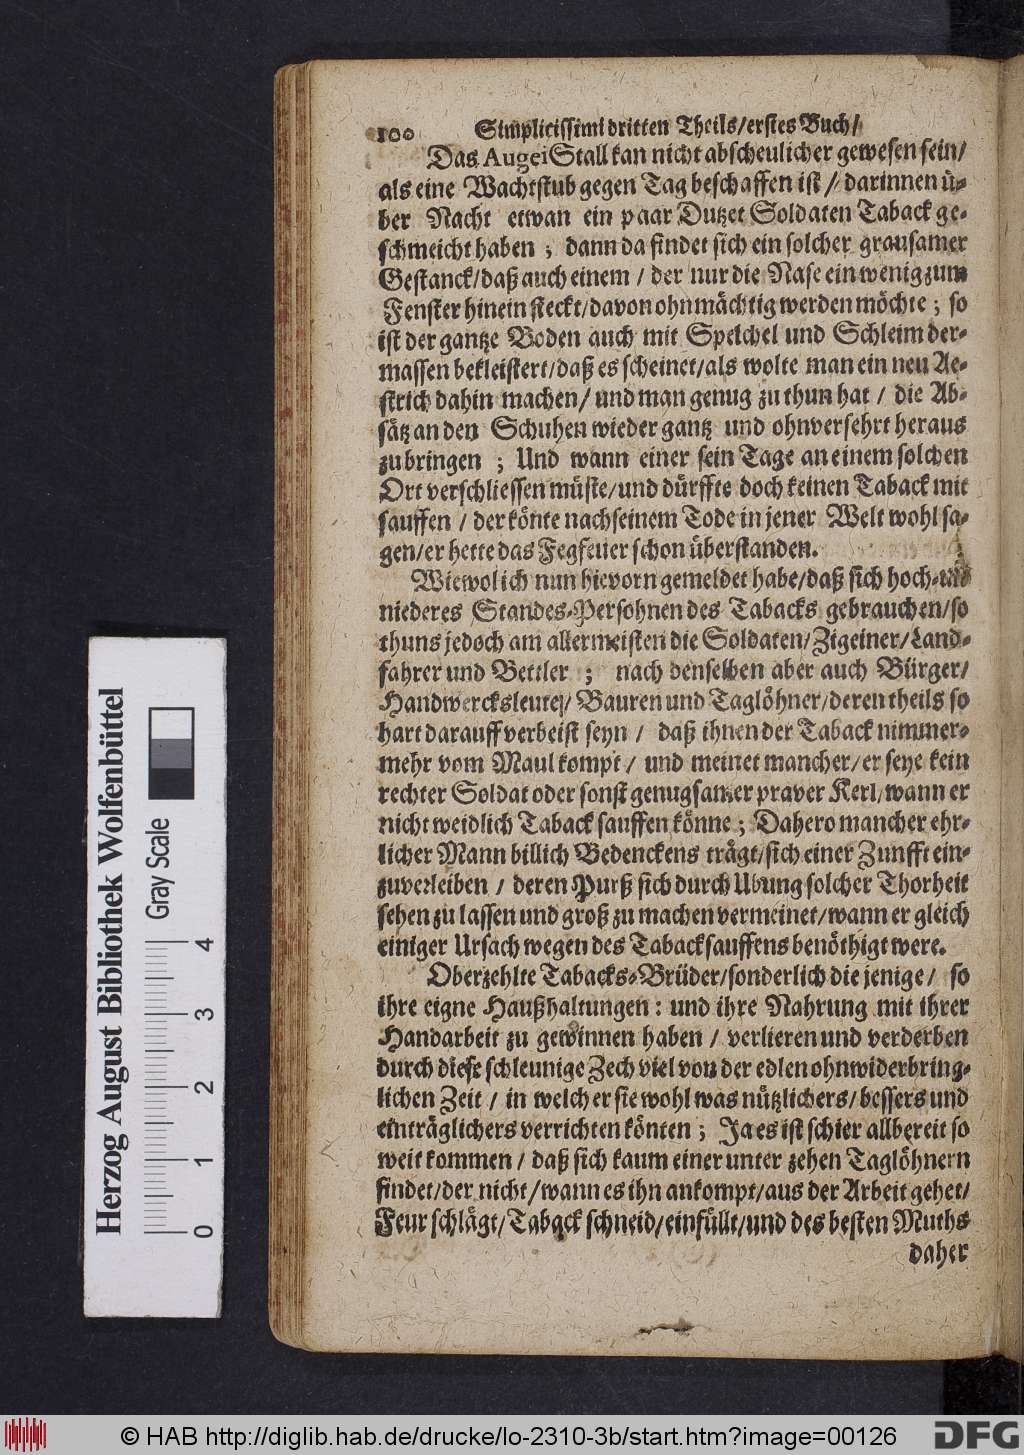 100 Simplicissimi dritten Theils/erstes Buch/
Das Augei Stall kan nicht abscheulicher gewesen sein/
als eine Wachtstub gegen Tag beschaffen ist / darinnen ü-
ber Nacht etwan ein paar Dutzet Soldaten Taback ge-
schmeicht haben ; dann da findet sich ein solcher grausamer
Gestanck/daß auch einem / der nur die Nase ein wenig zum
Fenster hinein steckt/davon ohnmächtig werden möchte ; so
ist der gantze Boden auch mit Speichel und Schleim der-
massen bekleistert/daß es scheinet/als wolte man ein neu Ae-
strich dahin machen/ und man genug zu thun hat / die Ab-
sätz an den Schuhen wieder gantz und ohnversehrt heraus
zubringen ; Und wann einer sein Tage an einem solchen
Ort verschliessen müste/und dürffte doch keinen Taback mit
sauffen / der könte nach seinem Tode in jener Welt wohl sa-
gen/er hette das Fegfeuer schon überstanden.
Wiewol ich nun hievorn gemeldet habe/daß sich hoch-und
niederes Standes-Persohnen des Tabacks gebrauchen/so
thuns jedoch am allermeisten die Soldaten/Zigeiner/Land-
fahrer und Bettler ; nach denselben aber auch Bürger/
Handwercksleute/ Bauren und Taglöhner/deren theils so
hart darauff verbeist seyn / daß ihnen der Taback nimmer-
mehr vom Maul kompt / und meinet mancher/er seye kein
rechter Soldat oder sonst genugsamer praver Kerl/wann er
nicht weidlich Taback sauffen könne ; Dahero mancher ehr-
licher Mann billich Bedenckens trägt/sich einer Zunfft ein-
zuverleiben / deren Purß sich durch Ubung solcher Thorheit
sehen zu lassen und groß zu machen vermeinet/wann er gleich
einiger Ursach wegen des Tabacksauffens benöthigt were.
Oberzehlte Tabacks-Brüder/sonderlich die jenige / so
ihre eigne Haußhaltungen : und ihre Nahrung mit ihrer
Handarbeit zu gewinnen haben / verlieren und verderben
durch diese schleunige Zech viel von der edlen ohnwiderbring-
lichen Zeit / in welcher sie wohl was nützlichers/bessers und
einträglichers verrichten könten ; Ja es ist schier allbereit so
weit kommen / daß sich kaum einer unter zehen Taglöhnern
findet/der nicht/wann es ihn ankompt/aus der Arbeit gehet/
Feur schlägt/Taback schneid/einfüllt/und des besten Muths
daher
Herzog August Bibliothek Wolfenbüttel
Gray Scale
0 1 2 3 4
© HAB http://diglib.hab.de/drucke/lo-2310-3b/start.htm?image=00126
DFG